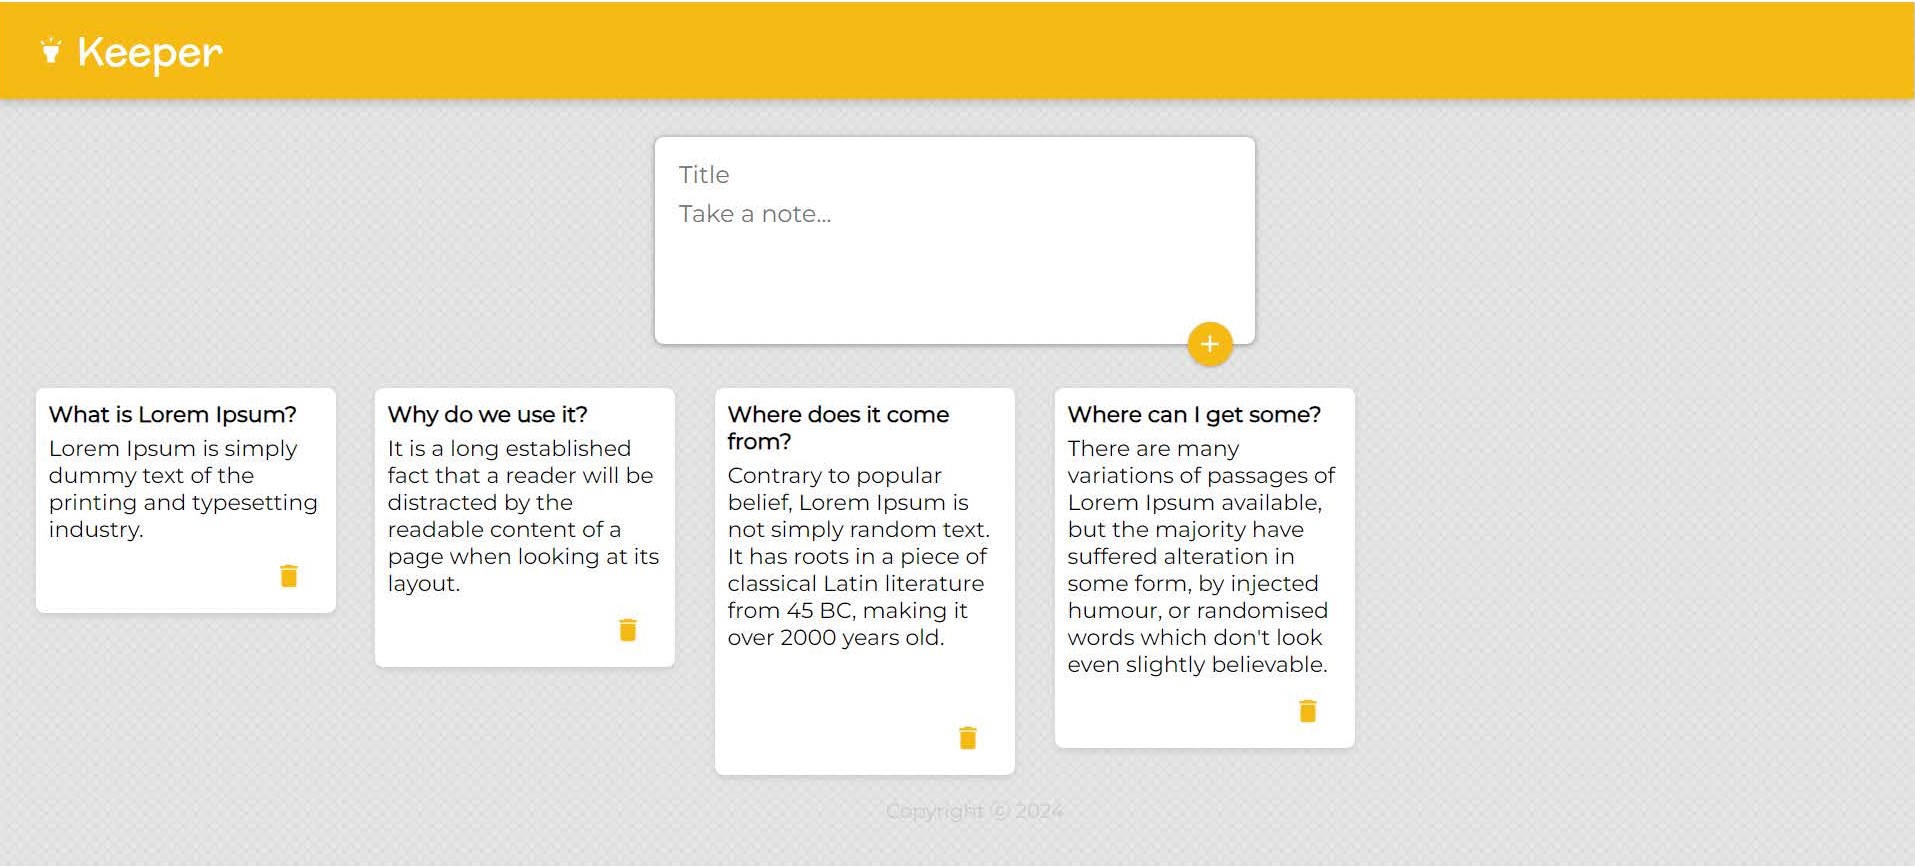 Keeper
Title
Take a note...
What is Lorem Ipsum?
Lorem Ipsum is simply
dummy text of the
printing and typesetting
industry.
Why do we use it?
It is a long established
fact that a reader will be
distracted by the
readable content of a
page when looking at its
layout.
Where does it come
from?
Contrary to popular
belief, Lorem Ipsum is
not simply random text.
It has roots in a piece of
classical Latin literature
from 45 BC, making it
over 2000 years old.
Where can I get some?
There are many
variations of passages of
Lorem Ipsum available,
but the majority have
suffered alteration in
some form, by injected
humour, or randomised
words which don't look
even slightly believable.
Copyright © 2024